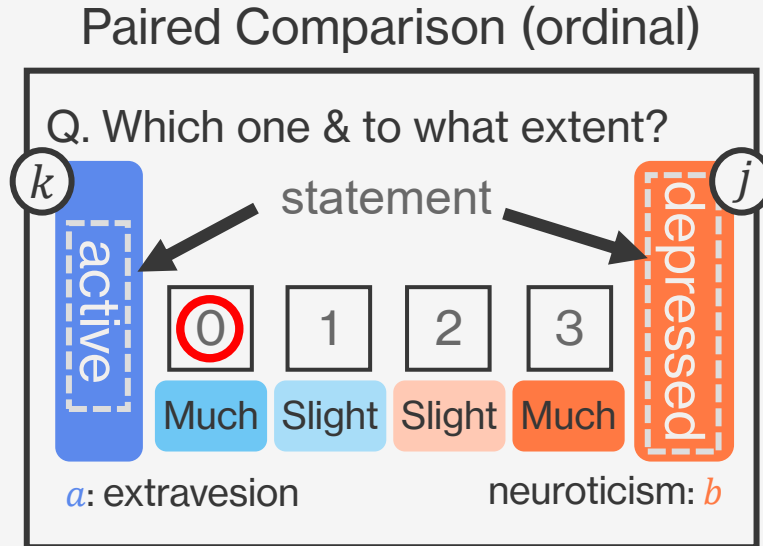 Paired Comparison (ordinal)
Q. Which one & to what extent?
k
j
statement
active
depressed
0 1 2 3
Much Slight Slight Much
a: extravesion
neuroticism: b